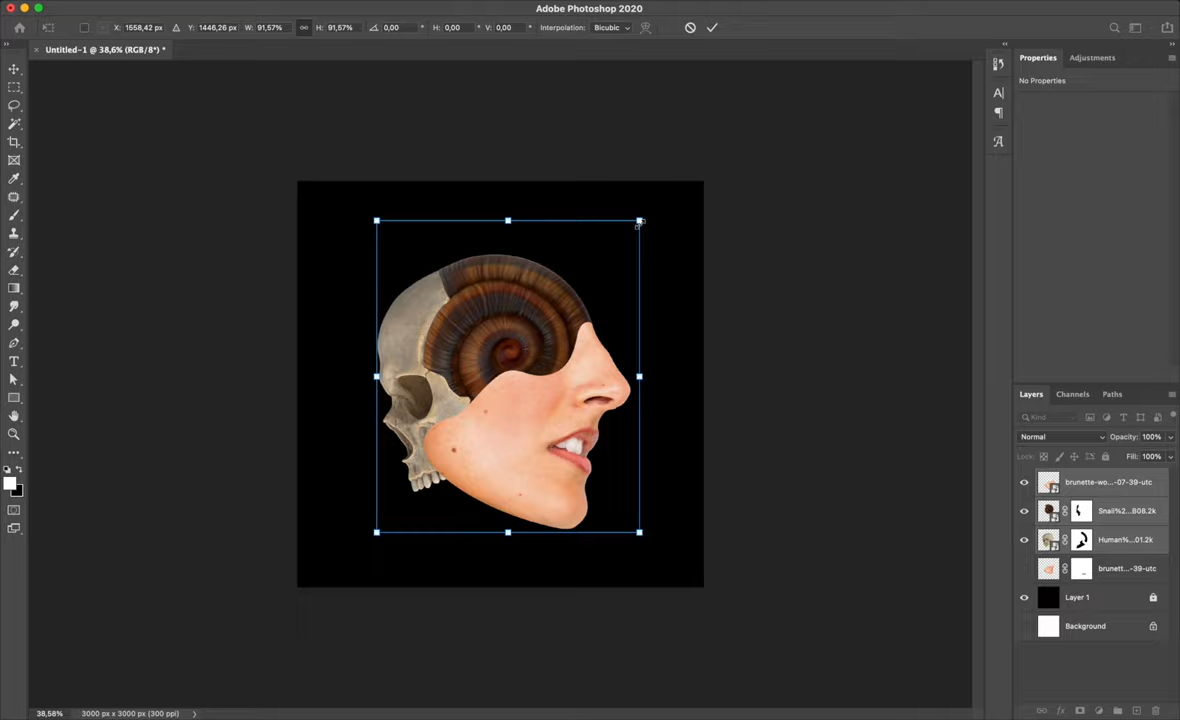 Adobe Photoshop 2020
X: 1558,42 px Y: 1446,26 px W: 91,57% H: 91,57% 0,00 ° H: 0,00 ° V: 0,00 ° Interpolation: Bicubic
Untitled-1 @ 38,6% (RGB/8*) *
Properties Adjustments
No Properties
Layers Channels Paths
Kind
Normal Opacity: 100%
Lock: Fill: 100%
brunette-wo...-07-39-utc
Snail%2...B08.2k
Human%...01.2k
brunett...-39-utc
Layer 1
Background
38,58% 3000 px x 3000 px (300 ppi)